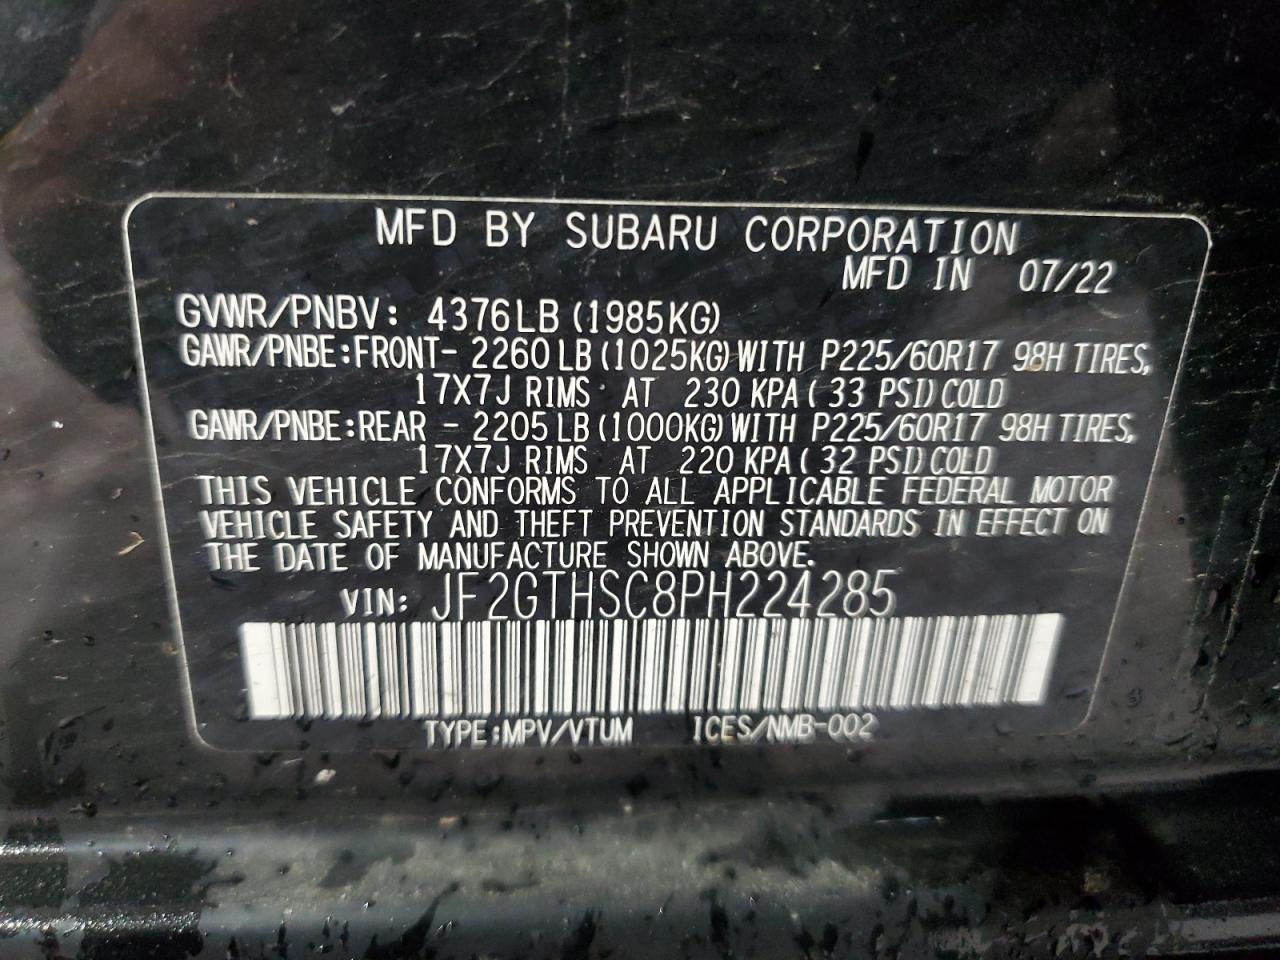 MFD BY SUBARU CORPORATION
MFD IN 07/22
GVWR/PNBV: 4376LB (1985KG)
GAWR/PNBE:FRONT- 2260 LB (1025KG) WITH P225/60R17 98H TIRES,
17X7J RIMS AT 230 KPA ( 33 PSI) COLD
GAWR/PNBE:REAR - 2205 LB (1000KG) WITH P225/60R17 98H TIRES,
17X7J RIMS AT 220 KPA ( 32 PSI) COLD
THIS VEHICLE CONFORMS TO ALL APPLICABLE FEDERAL MOTOR
VEHICLE SAFETY AND THEFT PREVENTION STANDARDS IN EFFECT ON
THE DATE OF MANUFACTURE SHOWN ABOVE.
VIN: JF2GTHSC8PH224285
TYPE:MPV/VTUM ICES/NMB-002